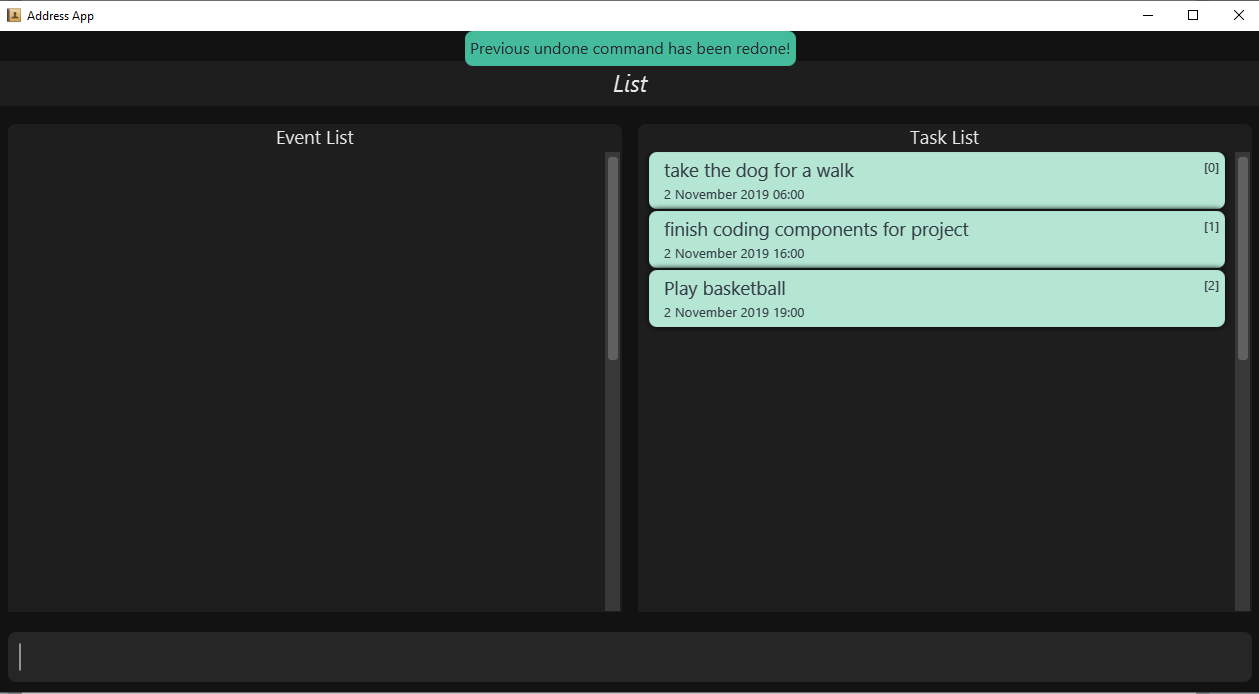 Address App
Previous undone command has been redone!
List
Event List
Task List
take the dog for a walk
[0]
2 November 2019 06:00
finish coding components for project
[1]
2 November 2019 16:00
Play basketball
[2]
2 November 2019 19:00